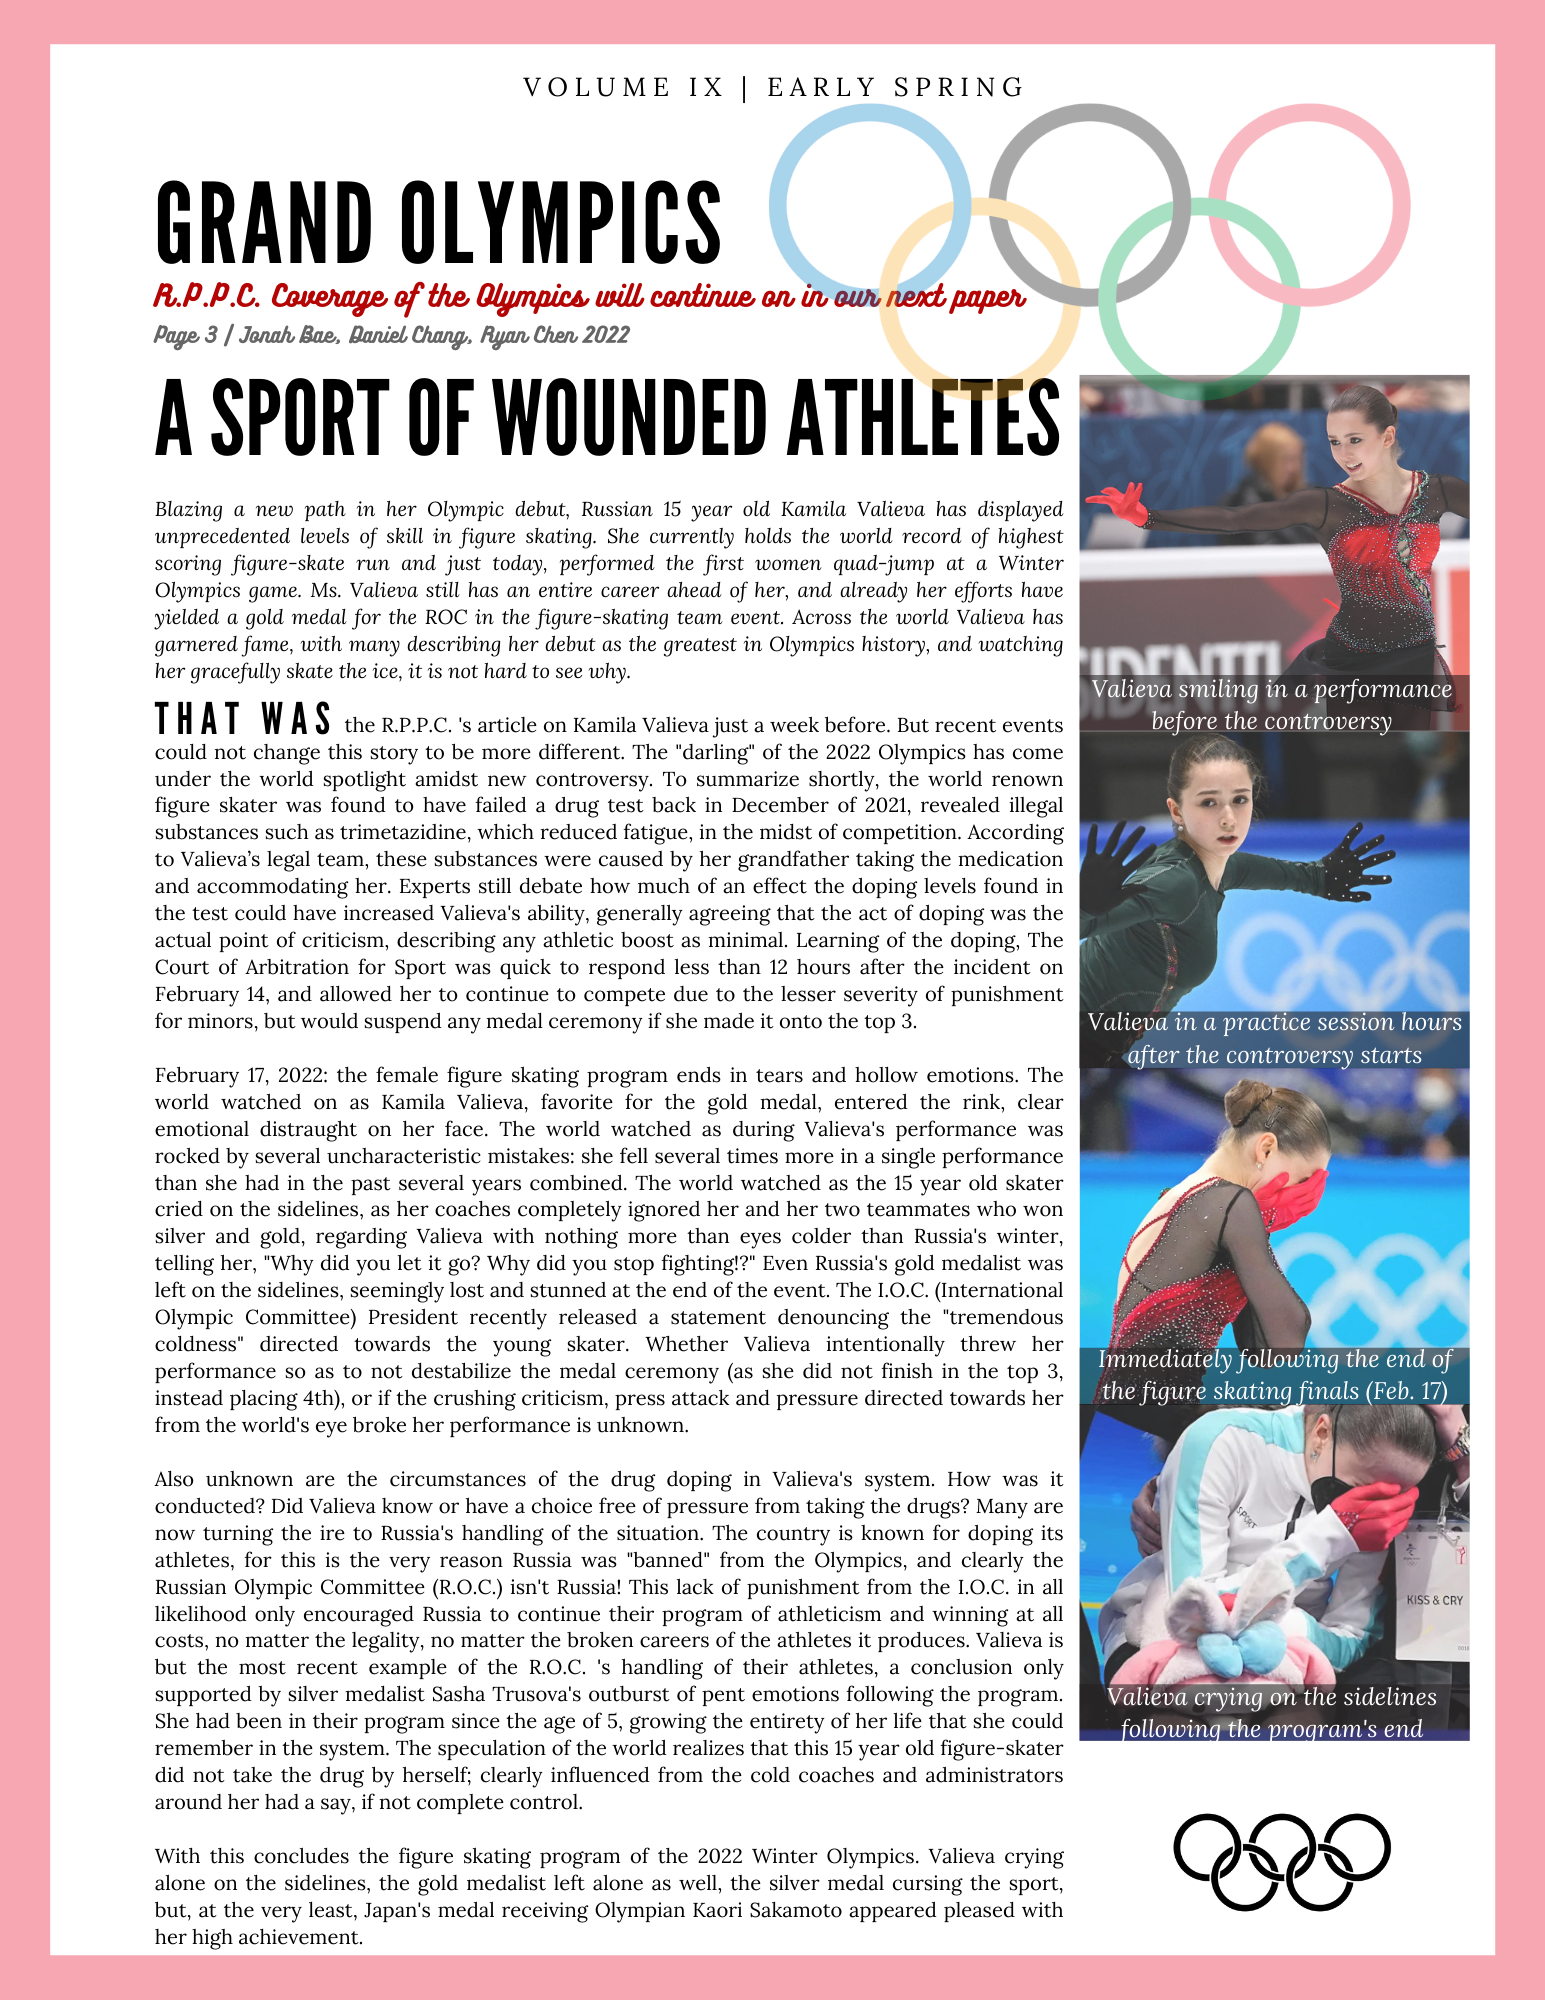 VOLUME IX | EARLY SPRING
GRAND OLYMPICS
R.P.P.C. Coverage of the Olympics will continue on in our next paper
Page 3 / Jonah Bae, Daniel Chang, Ryan Chen 2022
A SPORT OF WOUNDED ATHLETES
Blazing a new path in her Olympic debut, Russian 15 year old Kamila Valieva has displayed
unprecedented levels of skill in figure skating. She currently holds the world record of highest
scoring figure-skate run and just today, performed the first women quad-jump at a Winter
Olympics game. Ms. Valieva still has an entire career ahead of her, and already her efforts have
yielded a gold medal for the ROC in the figure-skating team event. Across the world Valieva has
garnered fame, with many describing her debut as the greatest in Olympics history, and watching
her gracefully skate the ice, it is not hard to see why.
THAT WAS the R.P.P.C. 's article on Kamila Valieva just a week before. But recent events
could not change this story to be more different. The "darling" of the 2022 Olympics has come
under the world spotlight amidst new controversy. To summarize shortly, the world renown
figure skater was found to have failed a drug test back in December of 2021, revealed illegal
substances such as trimetazidine, which reduced fatigue, in the midst of competition. According
to Valieva’s legal team, these substances were caused by her grandfather taking the medication
and accommodating her. Experts still debate how much of an effect the doping levels found in
the test could have increased Valieva's ability, generally agreeing that the act of doping was the
actual point of criticism, describing any athletic boost as minimal. Learning of the doping, The
Court of Arbitration for Sport was quick to respond less than 12 hours after the incident on
February 14, and allowed her to continue to compete due to the lesser severity of punishment
for minors, but would suspend any medal ceremony if she made it onto the top 3.
February 17, 2022: the female figure skating program ends in tears and hollow emotions. The
world watched on as Kamila Valieva, favorite for the gold medal, entered the rink, clear
emotional distraught on her face. The world watched as during Valieva's performance was
rocked by several uncharacteristic mistakes: she fell several times more in a single performance
than she had in the past several years combined. The world watched as the 15 year old skater
cried on the sidelines, as her coaches completely ignored her and her two teammates who won
silver and gold, regarding Valieva with nothing more than eyes colder than Russia's winter,
telling her, "Why did you let it go? Why did you stop fighting!?" Even Russia's gold medalist was
left on the sidelines, seemingly lost and stunned at the end of the event. The I.O.C. (International
Olympic Committee) President recently released a statement denouncing the "tremendous
coldness" directed towards the young skater. Whether Valieva intentionally threw her
performance so as to not destabilize the medal ceremony (as she did not finish in the top 3,
instead placing 4th), or if the crushing criticism, press attack and pressure directed towards her
from the world's eye broke her performance is unknown.
Also unknown are the circumstances of the drug doping in Valieva's system. How was it
conducted? Did Valieva know or have a choice free of pressure from taking the drugs? Many are
now turning the ire to Russia's handling of the situation. The country is known for doping its
athletes, for this is the very reason Russia was "banned" from the Olympics, and clearly the
Russian Olympic Committee (R.O.C.) isn't Russia! This lack of punishment from the I.O.C. in all
likelihood only encouraged Russia to continue their program of athleticism and winning at all
costs, no matter the legality, no matter the broken careers of the athletes it produces. Valieva is
but the most recent example of the R.O.C. 's handling of their athletes, a conclusion only
supported by silver medalist Sasha Trusova's outburst of pent emotions following the program.
She had been in their program since the age of 5, growing the entirety of her life that she could
remember in the system. The speculation of the world realizes that this 15 year old figure-skater
did not take the drug by herself; clearly influenced from the cold coaches and administrators
around her had a say, if not complete control.
With this concludes the figure skating program of the 2022 Winter Olympics. Valieva crying
alone on the sidelines, the gold medalist left alone as well, the silver medal cursing the sport,
but, at the very least, Japan's medal receiving Olympian Kaori Sakamoto appeared pleased with
her high achievement.
Valieva smiling in a performance
before the controversy
Valieva in a practice session hours
after the controversy starts
Immediately following the end of
the figure skating finals (Feb. 17)
SPORT
KISS & CRY
Valieva crying on the sidelines
following the program's end